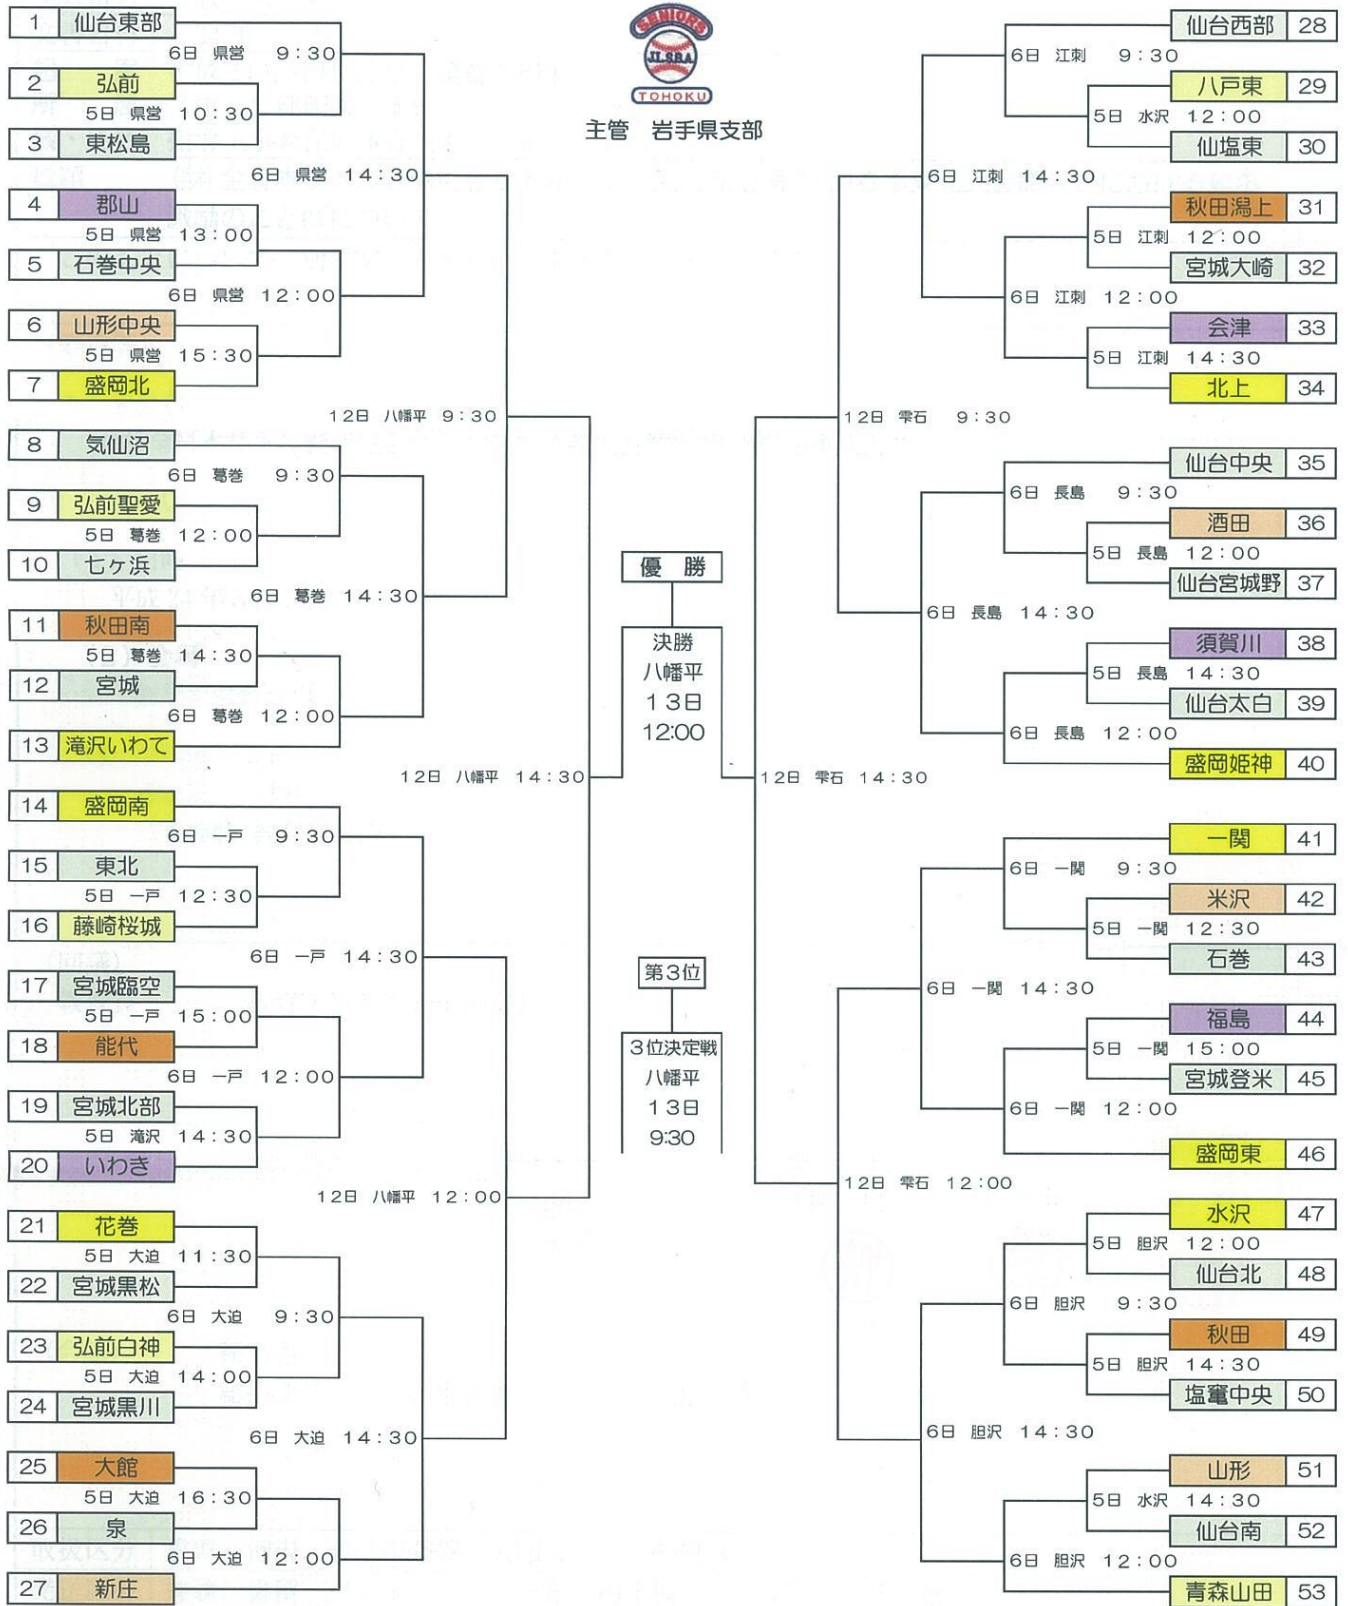 SENIORS
JLSBA
TOHOKU
主管 岩手県支部
1 仙台東部
6日 県営 9:30
2 弘前
5日 県営 10:30
3 東松島
6日 県営 14:30
4 郡山
5日 県営 13:00
5 石巻中央
6日 県営 12:00
6 山形中央
5日 県営 15:30
7 盛岡北
12日 八幡平 9:30
8 気仙沼
6日 葛巻 9:30
9 弘前聖愛
5日 葛巻 12:00
10 七ヶ浜
6日 葛巻 14:30
11 秋田南
5日 葛巻 14:30
12 宮城
6日 葛巻 12:00
13 滝沢いわて
12日 八幡平 14:30
14 盛岡南
6日 一戸 9:30
15 東北
5日 一戸 12:30
16 藤崎桜城
6日 一戸 14:30
17 宮城臨空
5日 一戸 15:00
18 能代
6日 一戸 12:00
19 宮城北部
5日 滝沢 14:30
20 いわき
12日 八幡平 12:00
21 花巻
5日 大迫 11:30
22 宮城黒松
6日 大迫 9:30
23 弘前白神
5日 大迫 14:00
24 宮城黒川
6日 大迫 14:30
25 大館
5日 大迫 16:30
26 泉
6日 大迫 12:00
27 新庄
優勝
決勝
八幡平
13日
12:00
第3位
3位決定戦
八幡平
13日
9:30
仙台西部 28
6日 江刺 9:30
八戸東 29
5日 水沢 12:00
仙塩東 30
6日 江刺 14:30
秋田潟上 31
5日 江刺 12:00
宮城大崎 32
6日 江刺 12:00
会津 33
5日 江刺 14:30
北上 34
12日 雫石 9:30
仙台中央 35
6日 長島 9:30
酒田 36
5日 長島 12:00
仙台宮城野 37
6日 長島 14:30
須賀川 38
5日 長島 14:30
仙台太白 39
6日 長島 12:00
盛岡姫神 40
12日 雫石 14:30
一関 41
6日 一関 9:30
米沢 42
5日 一関 12:30
石巻 43
6日 一関 14:30
福島 44
5日 一関 15:00
宮城登米 45
6日 一関 12:00
盛岡東 46
12日 雫石 12:00
水沢 47
5日 胆沢 12:00
仙台北 48
6日 胆沢 9:30
秋田 49
5日 胆沢 14:30
塩竈中央 50
6日 胆沢 14:30
山形 51
5日 水沢 14:30
仙台南 52
6日 胆沢 12:00
青森山田 53